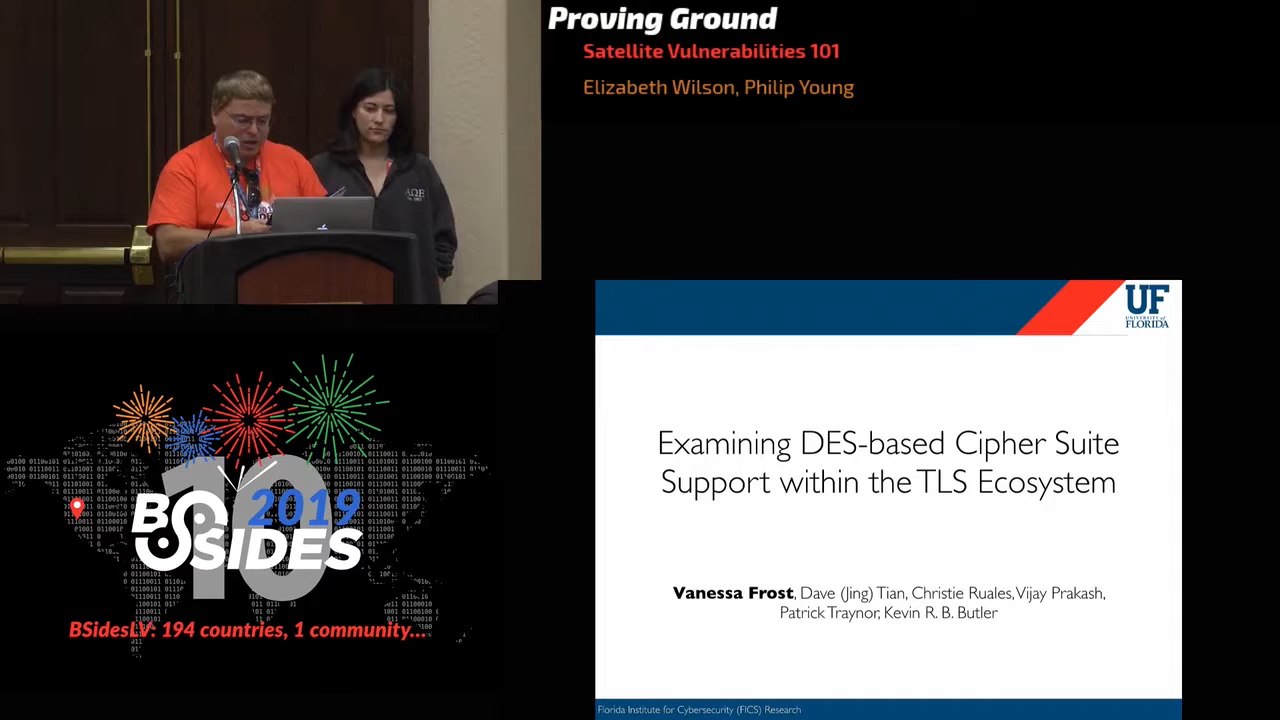 Proving Ground
Satellite Vulnerabilities 101
Elizabeth Wilson, Philip Young
ΑΩΕ
UF
UNIVERSITY of
FLORIDA
Examining DES-based Cipher Suite
Support within the TLS Ecosystem
Vanessa Frost, Dave (Jing) Tian, Christie Ruales, Vijay Prakash,
Patrick Traynor, Kevin R. B. Butler
Florida Institute for Cybersecurity (FICS) Research
10
2019
BSIDES
BSidesLV: 194 countries, 1 community...